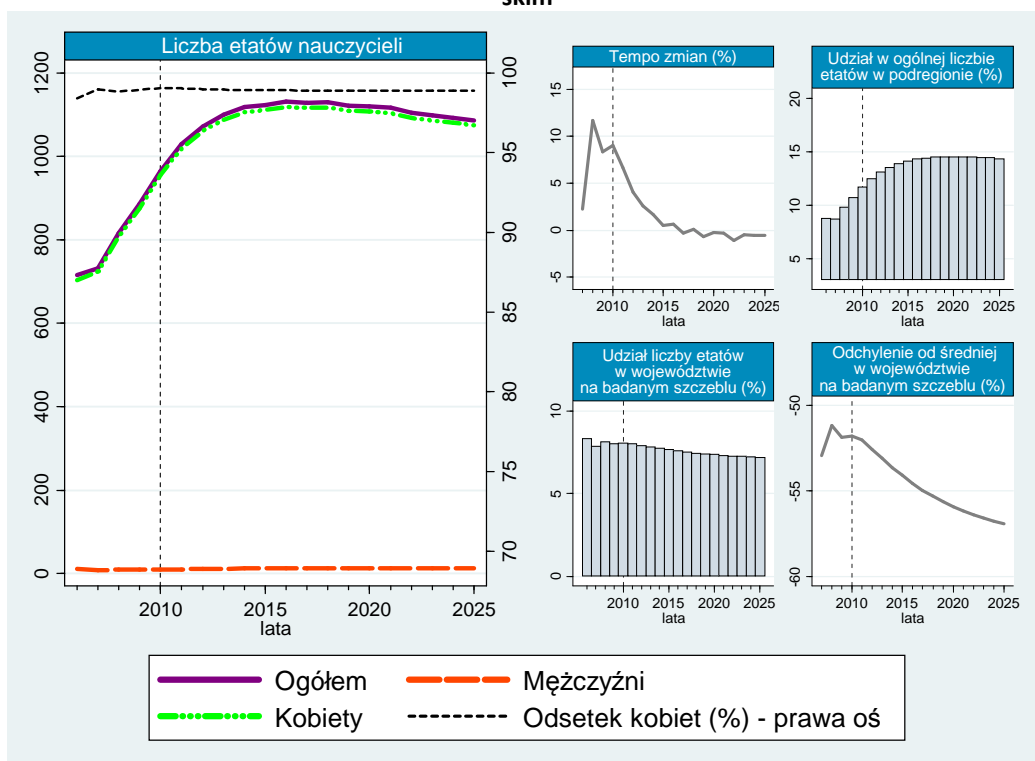 skim
Liczba etatów nauczycieli
0
200
400
600
800
1000
1200
70
75
80
85
90
95
100
2010
2015
2020
2025
lata
Tempo zmian (%)
-5
0
5
10
15
2010
2015
2020
2025
lata
Udział w ogólnej liczbie
etatów w podregionie (%)
5
10
15
20
2010
2015
2020
2025
lata
Udział liczby etatów
w województwie
na badanym szczeblu (%)
0
5
10
2010
2015
2020
2025
lata
Odchylenie od średniej
w województwie
na badanym szczeblu (%)
-60
-55
-50
2010
2015
2020
2025
lata
Ogółem
Mężczyźni
Kobiety
Odsetek kobiet (%) - prawa oś